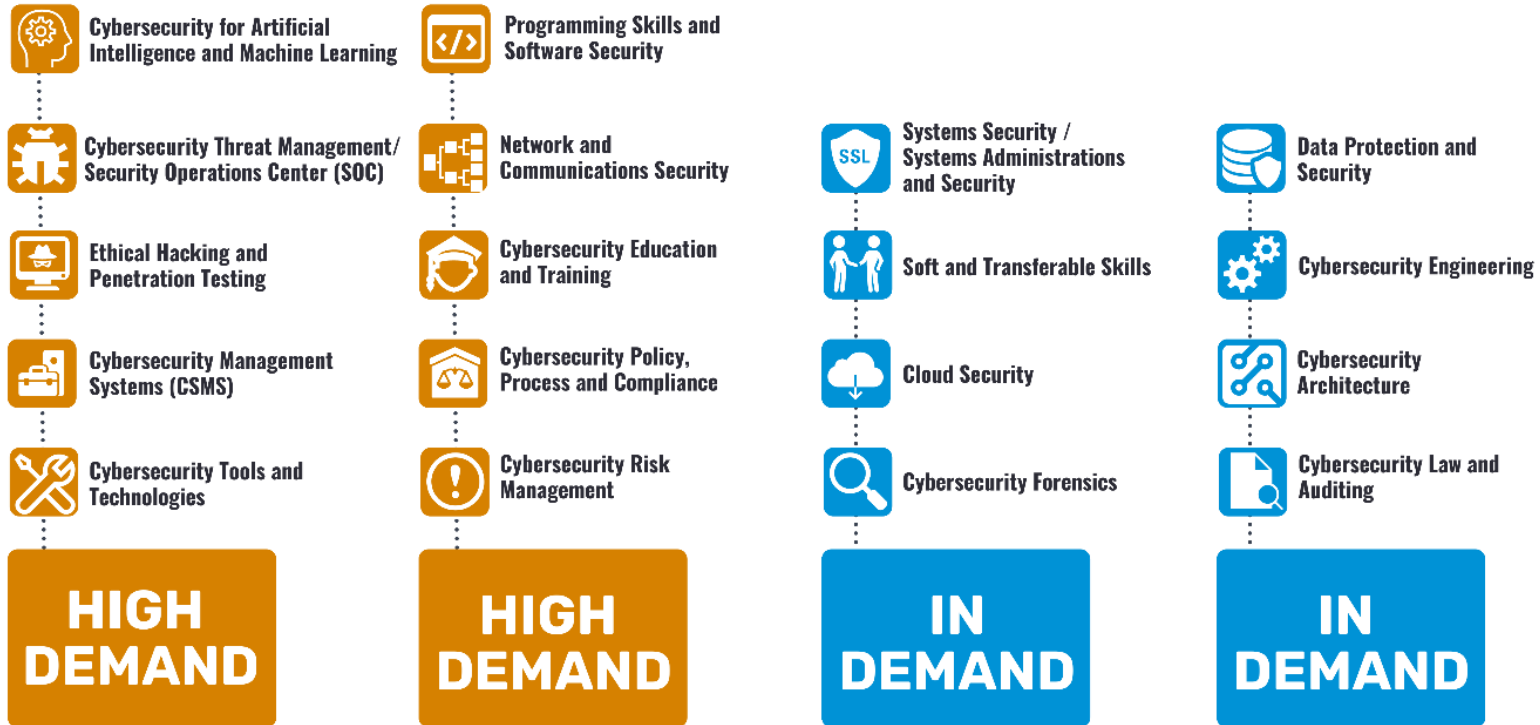 Cybersecurity for Artificial
Intelligence and Machine Learning
Cybersecurity Threat Management/
Security Operations Center (SOC)
Ethical Hacking and
Penetration Testing
Cybersecurity Management
Systems (CSMS)
Cybersecurity Tools and
Technologies
HIGH
DEMAND
</>
Programming Skills and
Software Security
Network and
Communications Security
Cybersecurity Education
and Training
Cybersecurity Policy,
Process and Compliance
Cybersecurity Risk
Management
HIGH
DEMAND
SSL
Systems Security /
Systems Administrations
and Security
Soft and Transferable Skills
Cloud Security
Cybersecurity Forensics
IN
DEMAND
Data Protection and
Security
Cybersecurity Engineering
Cybersecurity
Architecture
Cybersecurity Law and
Auditing
IN
DEMAND